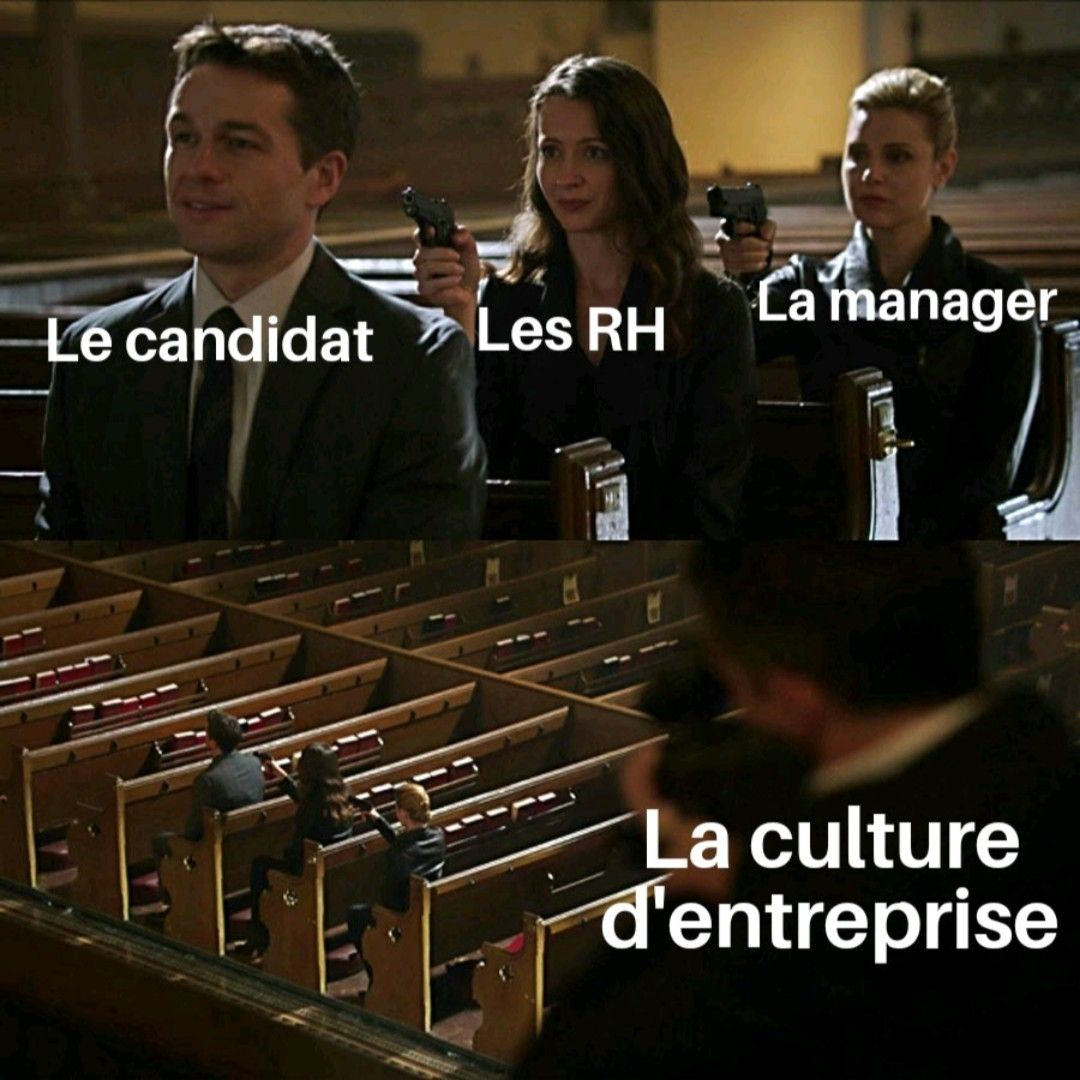 Le candidat
Les RH
La manager
La culture
d'entreprise